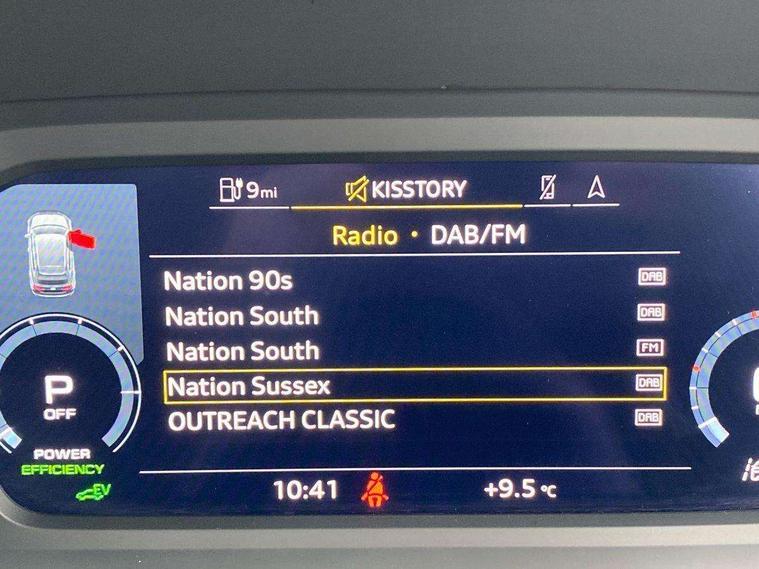 9mi KISSTORY
Radio • DAB/FM
Nation 90s DAB
Nation South DAB
Nation South FM
Nation Sussex DAB
OUTREACH CLASSIC DAB
P
OFF
POWER
EFFICIENCY
EV
10:41 +9.5 °C